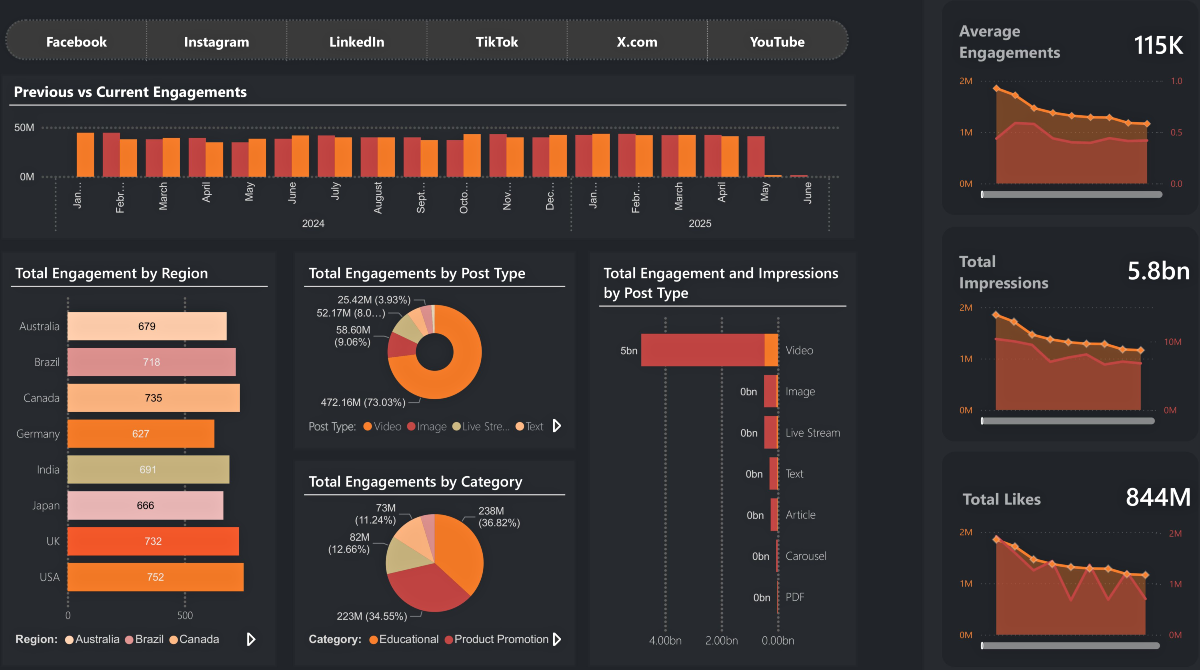 Facebook
Instagram
LinkedIn
TikTok
X.com
YouTube
Previous vs Current Engagements
50M
0M
Jan...
Febr...
March
April
May
June
July
August
Sept...
Octo...
Nov...
Dec...
Jan...
Febr...
March
April
May
June
2024
2025
Total Engagement by Region
Australia
679
Brazil
718
Canada
735
Germany
627
India
691
Japan
666
UK
732
USA
752
0
500
Region:
Australia
Brazil
Canada
Total Engagements by Post Type
25.42M (3.93%)
52.17M (8.0...)
58.60M
(9.06%)
472.16M (73.03%)
Post Type:
Video
Image
Live Stre...
Text
Total Engagements by Category
73M
(11.24%)
82M
(12.66%)
238M
(36.82%)
223M (34.55%)
Category:
Educational
Product Promotion
Total Engagement and Impressions
by Post Type
5bn
Video
0bn
Image
0bn
Live Stream
0bn
Text
0bn
Article
0bn
Carousel
0bn
PDF
4.00bn
2.00bn
0.00bn
Average
Engagements
115K
2M
1M
0M
1.0
0.5
0.0
Total
Impressions
5.8bn
2M
1M
0M
10M
0M
Total Likes
844M
2M
1M
0M
2M
1M
0M